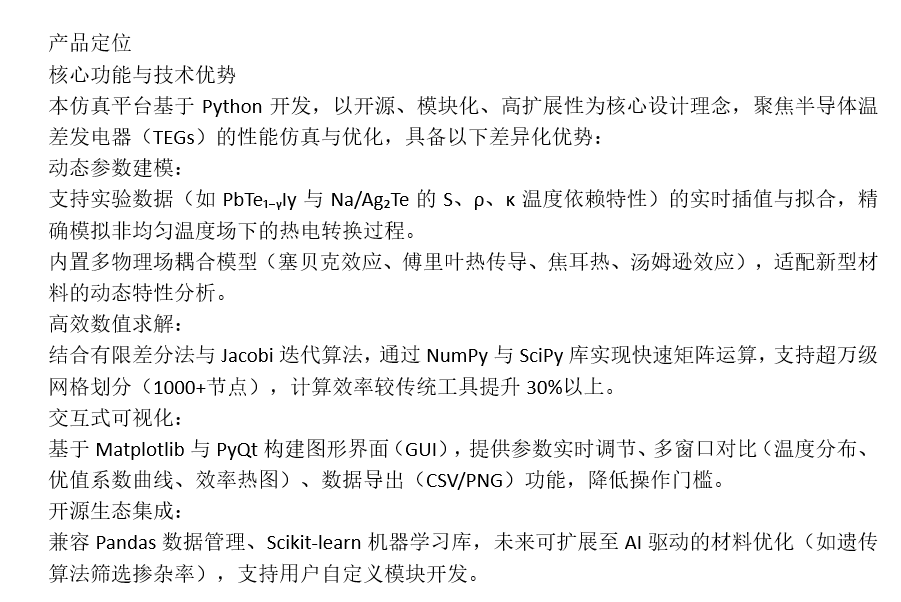 产品定位
核心功能与技术优势
本仿真平台基于 Python 开发，以开源、模块化、高扩展性为核心设计理念，聚焦半导体温
差发电器（TEGs）的性能仿真与优化，具备以下差异化优势：
动态参数建模：
支持实验数据（如 PbTe₁₋ᵧIy 与 Na/Ag₂Te 的 S、ρ、κ 温度依赖特性）的实时插值与拟合，精
确模拟非均匀温度场下的热电转换过程。
内置多物理场耦合模型（塞贝克效应、傅里叶热传导、焦耳热、汤姆逊效应），适配新型材
料的动态特性分析。
高效数值求解：
结合有限差分法与 Jacobi 迭代算法，通过 NumPy 与 SciPy 库实现快速矩阵运算，支持超万级
网格划分（1000+节点），计算效率较传统工具提升 30%以上。
交互式可视化：
基于 Matplotlib 与 PyQt 构建图形界面（GUI），提供参数实时调节、多窗口对比（温度分布、
优值系数曲线、效率热图）、数据导出（CSV/PNG）功能，降低操作门槛。
开源生态集成：
兼容 Pandas 数据管理、Scikit-learn 机器学习库，未来可扩展至 AI 驱动的材料优化（如遗传
算法筛选掺杂率），支持用户自定义模块开发。